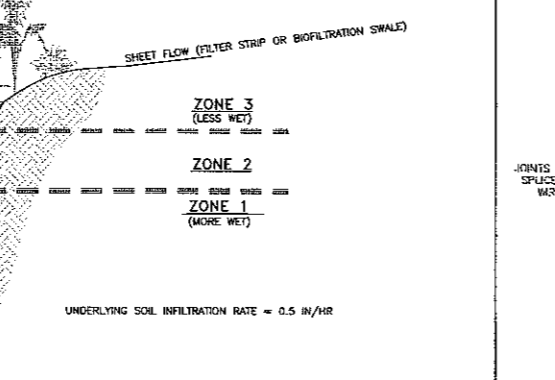 SHEET FLOW (FILTER STRIP OR BIOFILTRATION SWALE)
ZONE 3
(LESS WET)
ZONE 2
ZONE 1
(MORE WET)
UNDERLYING SOIL INFILTRATION RATE = 0.5 IN/HR
JOINTS
SPLICE